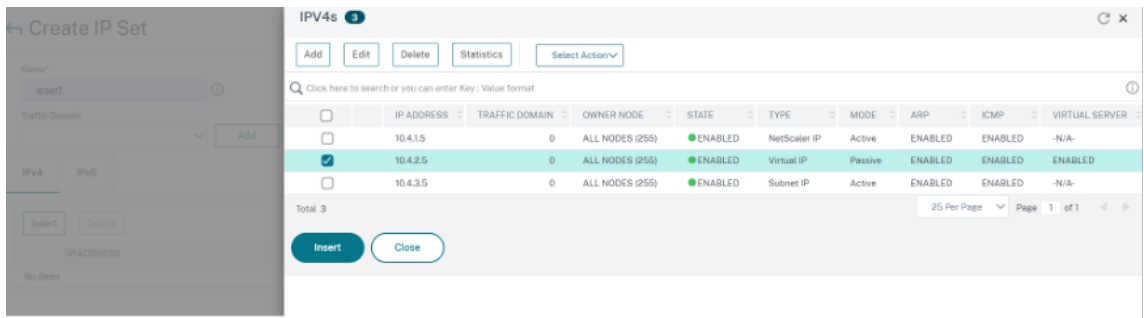 Create IP Set
Name*
ipset1
Traffic Domain
Add
IPv4 IPv6
Insert Delete
IP ADDRESS
No items
IPV4s 3
Add Edit Delete Statistics Select Action
Click here to search or you can enter Key : Value format
IP ADDRESS TRAFFIC DOMAIN OWNER NODE STATE TYPE MODE ARP ICMP VIRTUAL SERVER
10.4.1.5 0 ALL NODES (255) ENABLED NetScaler IP Active ENABLED ENABLED -N/A-
10.4.2.5 0 ALL NODES (255) ENABLED Virtual IP Passive ENABLED ENABLED ENABLED
10.4.3.5 0 ALL NODES (255) ENABLED Subnet IP Active ENABLED ENABLED -N/A-
Total 3 25 Per Page Page 1 of 1
Insert Close